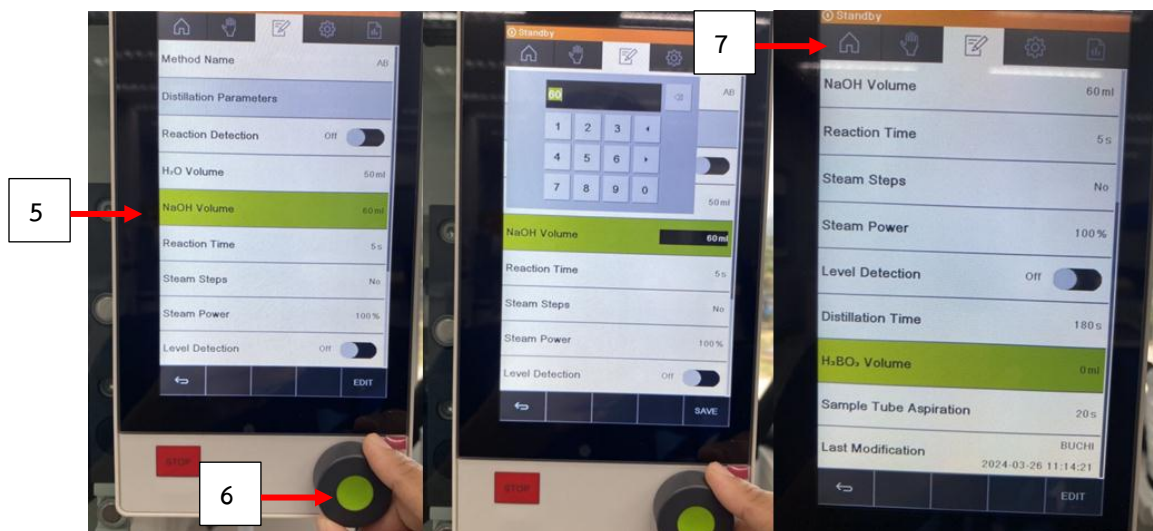 5
6
Method Name AB
Distillation Parameters
Reaction Detection Off
H₂O Volume 50 ml
NaOH Volume 60 ml
Reaction Time 5 s
Steam Steps No
Steam Power 100 %
Level Detection Off
EDIT
STOP
Standby
60
AB
1 2 3
4 5 6
7 8 9 0
50 ml
NaOH Volume 60 ml
Reaction Time 5 s
Steam Steps No
Steam Power 100 %
Level Detection Off
SAVE
STOP
7
Standby
NaOH Volume 60 ml
Reaction Time 5 s
Steam Steps No
Steam Power 100 %
Level Detection Off
Distillation Time 180 s
H₃BO₃ Volume 0 ml
Sample Tube Aspiration 20 s
Last Modification BUCHI
2024-03-26 11:14:21
EDIT